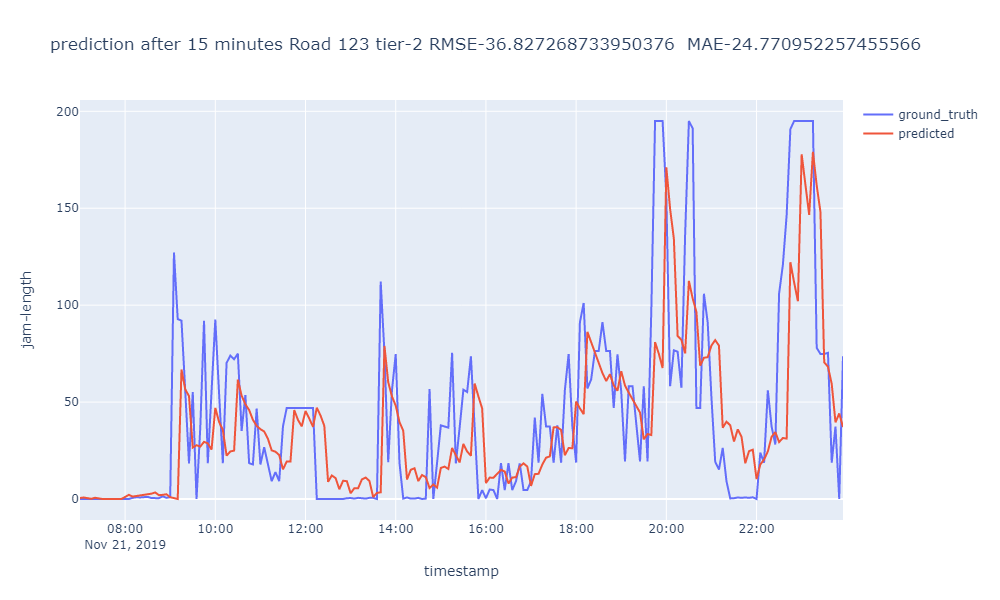 prediction after 15 minutes Road 123 tier-2 RMSE-36.827268733950376  MAE-24.770952257455566
ground_truth
predicted
200
150
100
50
0
jam-length
08:00 10:00 12:00 14:00 16:00 18:00 20:00 22:00
Nov 21, 2019
timestamp